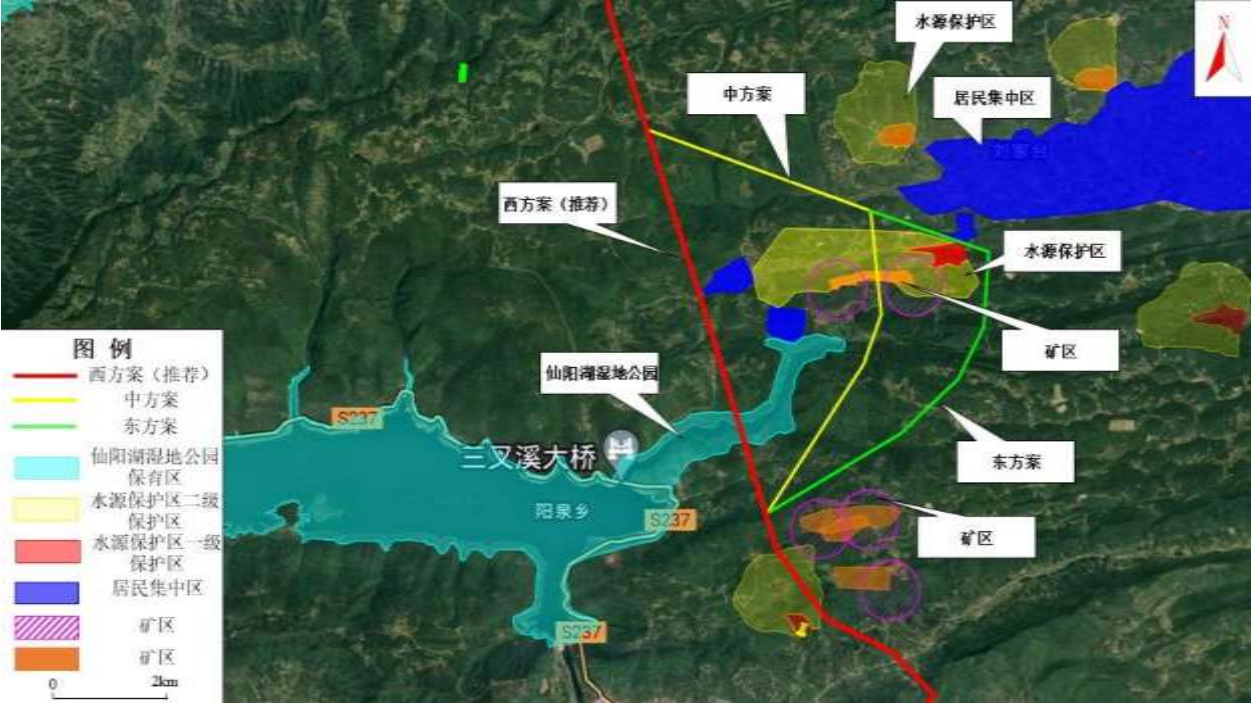 水源保护区
N
中方案
居民集中区
刘家台
西方案（推荐）
水源保护区
矿区
仙阳湖湿地公园
东方案
矿区
三叉溪大桥
阳泉乡
S237
S237
S237
图 例
西方案（推荐）
中方案
东方案
仙阳湖湿地公园
保育区
水源保护区二级
保护区
水源保护区一级
保护区
居民集中区
矿区
矿区
0
2km